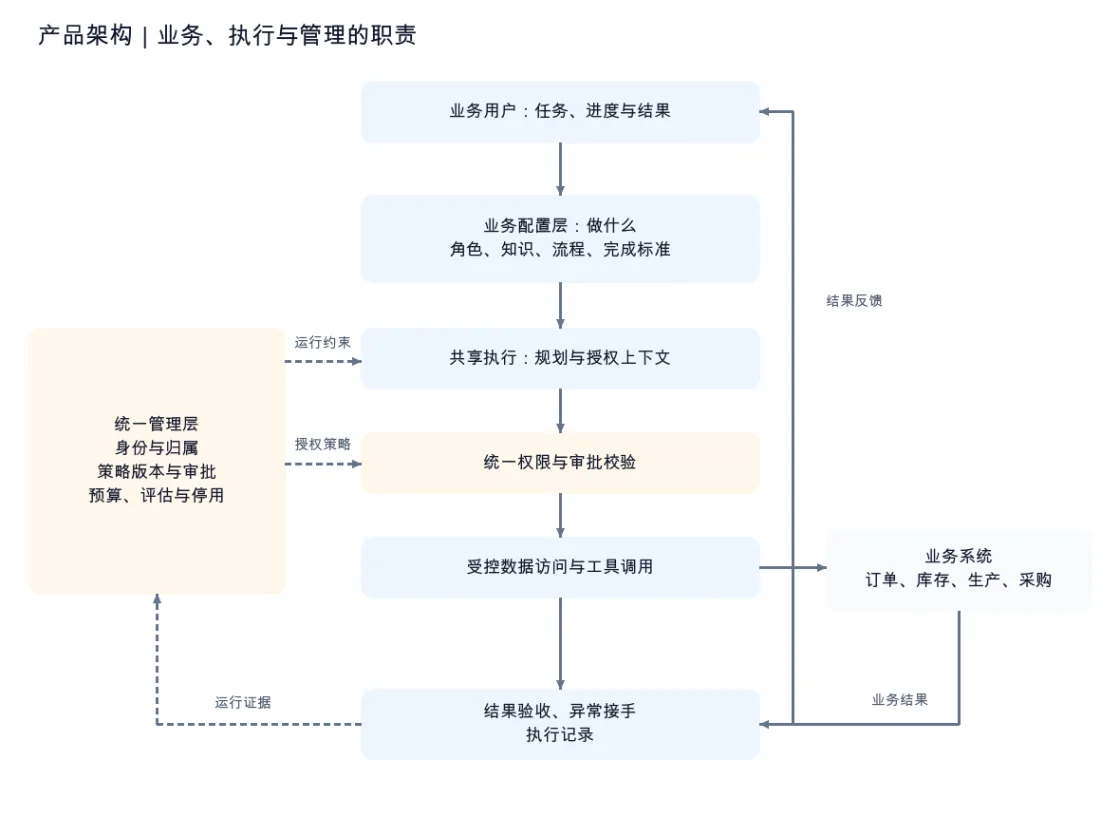 产品架构 | 业务、执行与管理的职责
业务用户：任务、进度与结果
业务配置层：做什么
角色、知识、流程、完成标准
结果反馈
运行约束
共享执行：规划与授权上下文
统一管理层
身份与归属
策略版本与审批
预算、评估与停用
授权策略
统一权限与审批校验
受控数据访问与工具调用
业务系统
订单、库存、生产、采购
运行证据
业务结果
结果验收、异常接手
执行记录